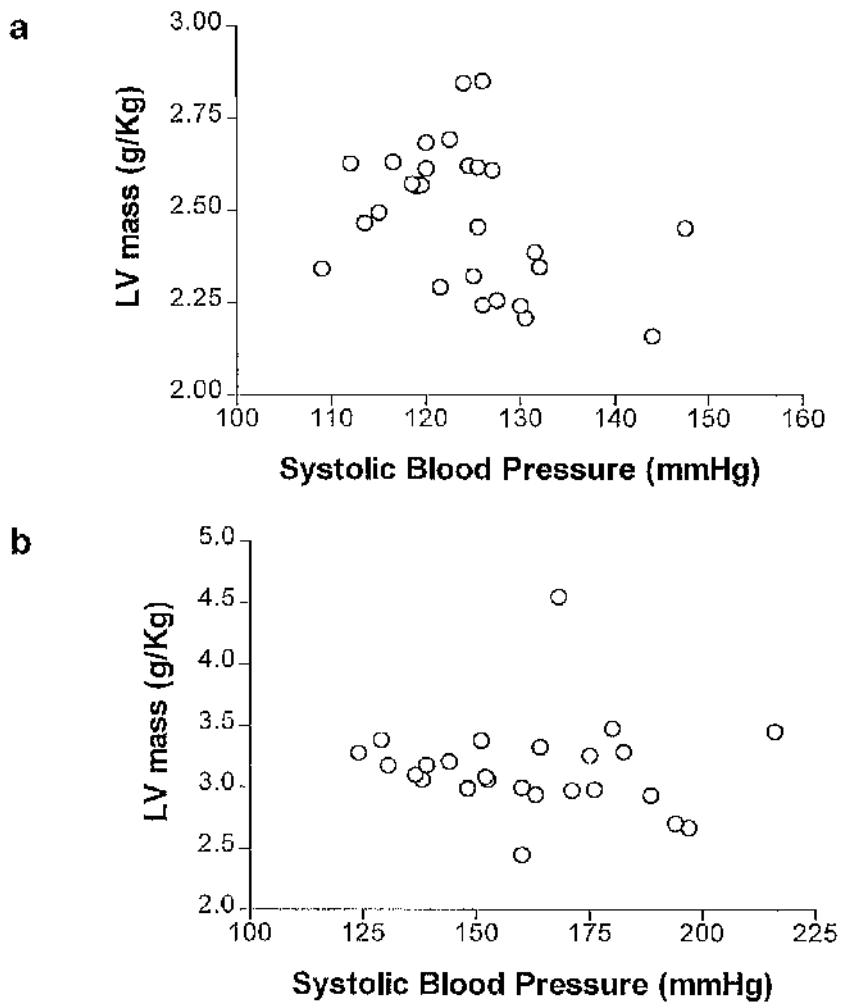 a
3.00
2.75
2.50
2.25
2.00
LV mass (g/Kg)
100 110 120 130 140 150 160
Systolic Blood Pressure (mmHg)
b
5.0
4.5
4.0
3.5
3.0
2.5
2.0
LV mass (g/Kg)
100 125 150 175 200 225
Systolic Blood Pressure (mmHg)